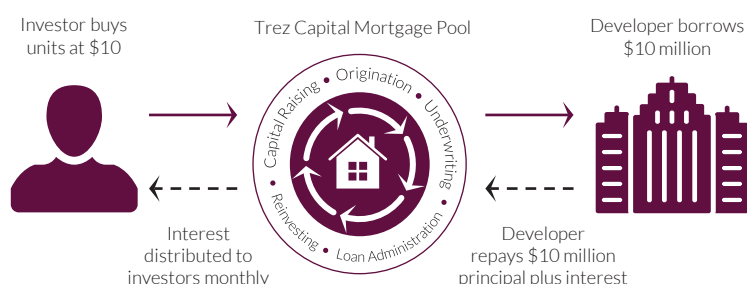 Investor buys
units at $10
Trez Capital Mortgage Pool
Developer borrows
$10 million
Capital Raising • Origination • Underwriting • Loan Administration • Reinvesting •
Interest
distributed to
investors monthly
Developer
repays $10 million
principal plus interest